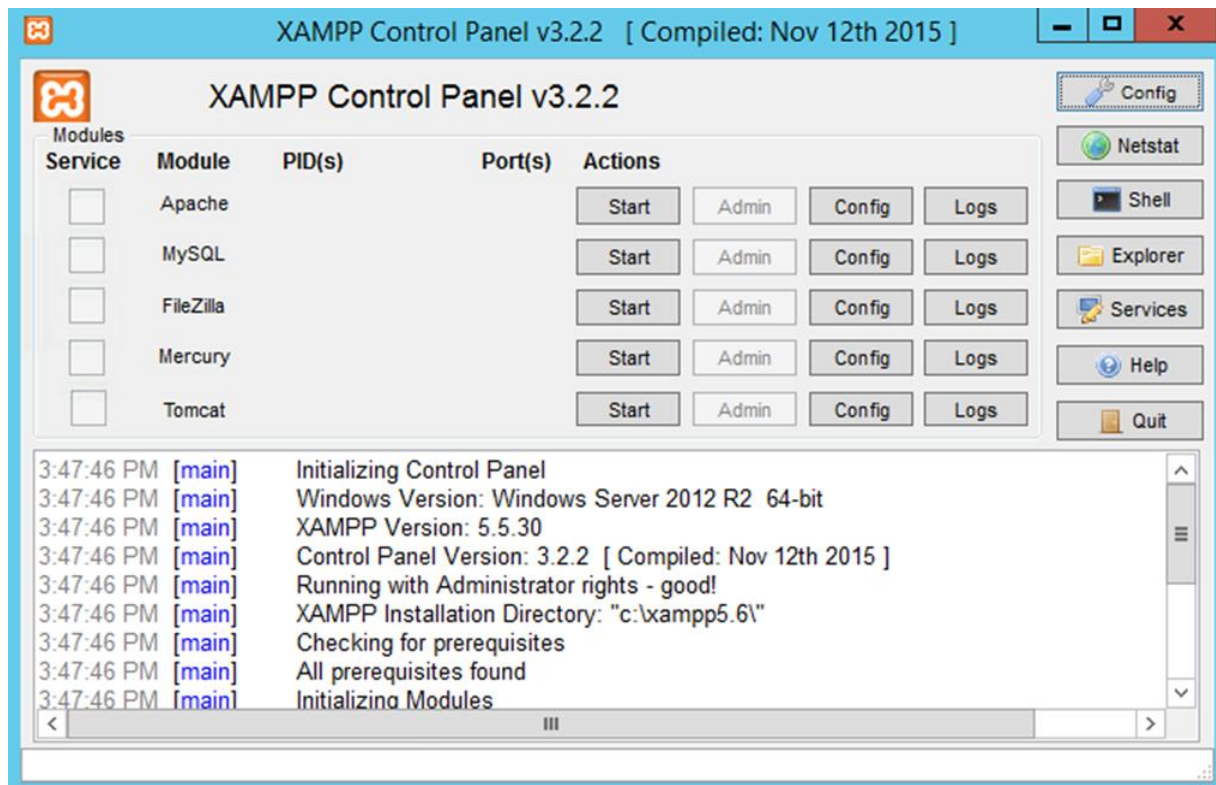 XAMPP Control Panel v3.2.2 [ Compiled: Nov 12th 2015 ]
XAMPP Control Panel v3.2.2
Config
Modules
Service Module PID(s) Port(s) Actions
Netstat
Apache Start Admin Config Logs
Shell
MySQL Start Admin Config Logs
Explorer
FileZilla Start Admin Config Logs
Services
Mercury Start Admin Config Logs
Help
Tomcat Start Admin Config Logs
Quit
3:47:46 PM [main] Initializing Control Panel
3:47:46 PM [main] Windows Version: Windows Server 2012 R2 64-bit
3:47:46 PM [main] XAMPP Version: 5.5.30
3:47:46 PM [main] Control Panel Version: 3.2.2 [ Compiled: Nov 12th 2015 ]
3:47:46 PM [main] Running with Administrator rights - good!
3:47:46 PM [main] XAMPP Installation Directory: "c:\xampp5.6\"
3:47:46 PM [main] Checking for prerequisites
3:47:46 PM [main] All prerequisites found
3:47:46 PM [main] Initializing Modules